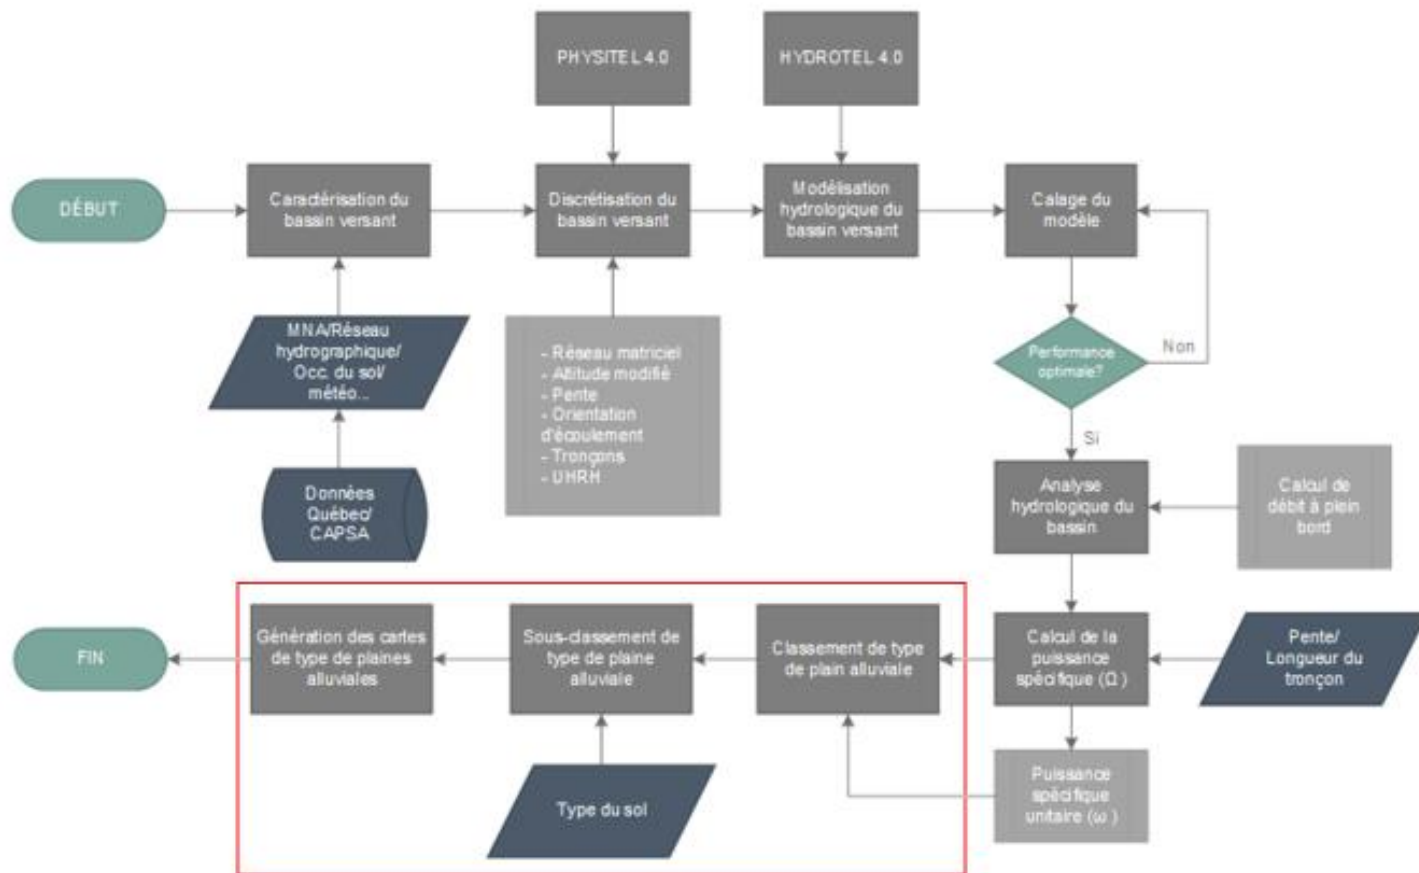 PHYSITEL 4.0
HYDROTEL 4.0
DÉBUT
Caractérisation du
bassin versant
Discrétisation du
bassin versant
Modélisation
hydrologique du
bassin versant
Calage du
modèle
MNA/Réseau
hydrographique/
Occ. du sol/
météo...
- Réseau matriciel
- Altitude modifié
- Pente
- Orientation
d'écoulement
- Tronçons
- UHRH
Performance
optimale?
Non
Si
Données
Québec/
CAPSA
Analyse
hydrologique du
bassin
Calcul de
débit à plein
bord
FIN
Génération des cartes
de type de plaines
alluviales
Sous-classement de
type de plaine
alluviale
Classement de type
de plain alluviale
Calcul de la
puissance
spécifique (Ω )
Pente/
Longueur du
tronçon
Type du sol
Puissance
spécifique
unitaire (ω )